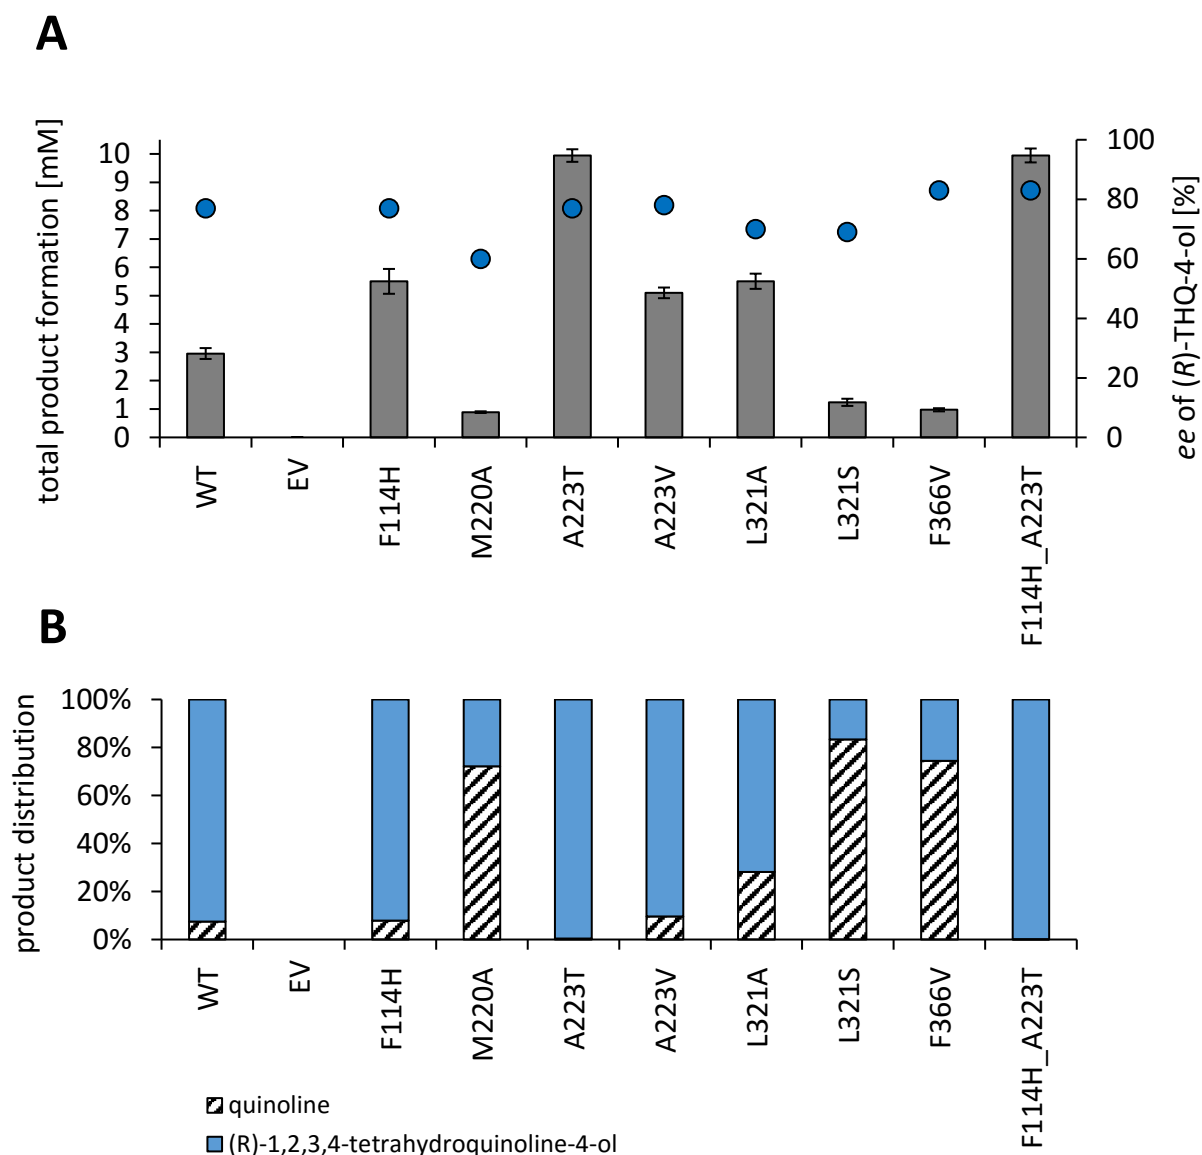 A
total product formation [mM]
10
9
8
7
6
5
4
3
2
1
0
100
80
60
40
20
0
ee of (R)-THQ-4-ol [%]
WT
EV
F114H
M220A
A223T
A223V
L321A
L321S
F366V
F114H_A223T
B
product distribution
100%
80%
60%
40%
20%
0%
WT
EV
F114H
M220A
A223T
A223V
L321A
L321S
F366V
F114H_A223T
quinoline
(R)-1,2,3,4-tetrahydroquinoline-4-ol